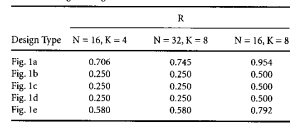 R
Design Type N = 16, K = 4 N = 32, K = 8 N = 16, K = 8
Fig. 1a 0.706 0.745 0.954
Fig. 1b 0.250 0.250 0.500
Fig. 1c 0.250 0.250 0.500
Fig. 1d 0.250 0.250 0.500
Fig. 1e 0.580 0.580 0.792